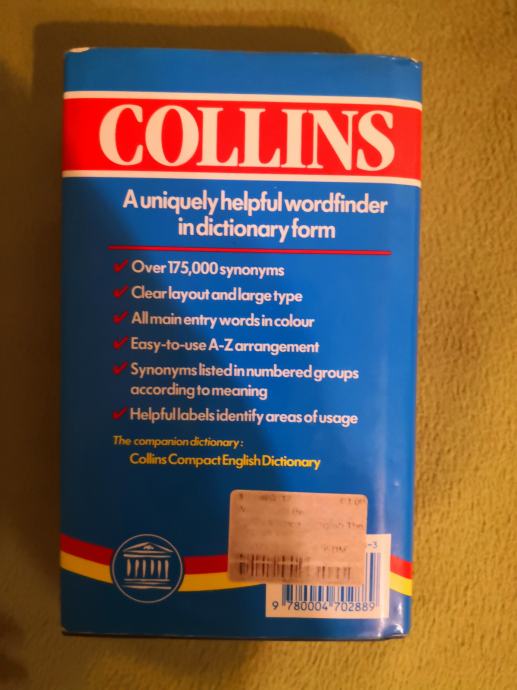 COLLINS
A uniquely helpful wordfinder
in dictionary form
✔ Over 175,000 synonyms
✔ Clear layout and large type
✔ All main entry words in colour
✔ Easy-to-use A-Z arrangement
✔ Synonyms listed in numbered groups
according to meaning
✔ Helpful labels identify areas of usage
The companion dictionary:
Collins Compact English Dictionary
-3
9 780004 702889